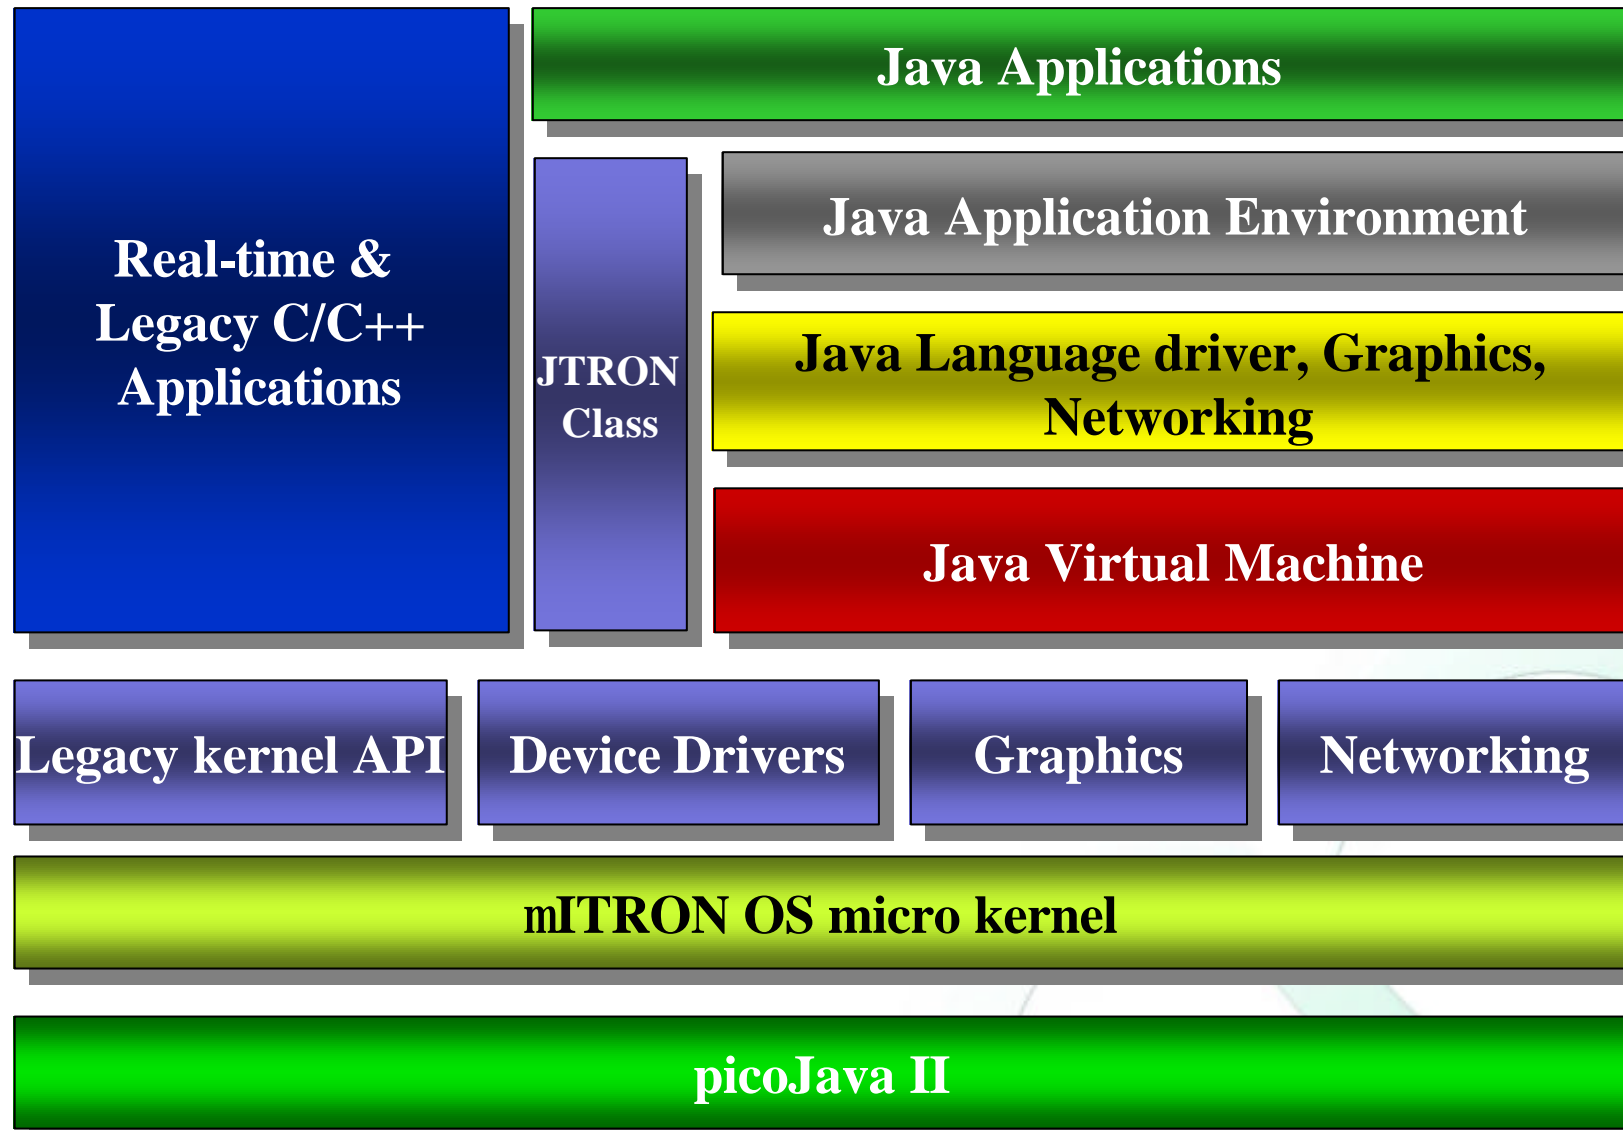 Java Applications
Real-time &
Legacy C/C++
Applications
JTRON
Class
Java Application Environment
Java Language driver, Graphics,
Networking
Java Virtual Machine
Legacy kernel API
Device Drivers
Graphics
Networking
mITRON OS micro kernel
picoJava II